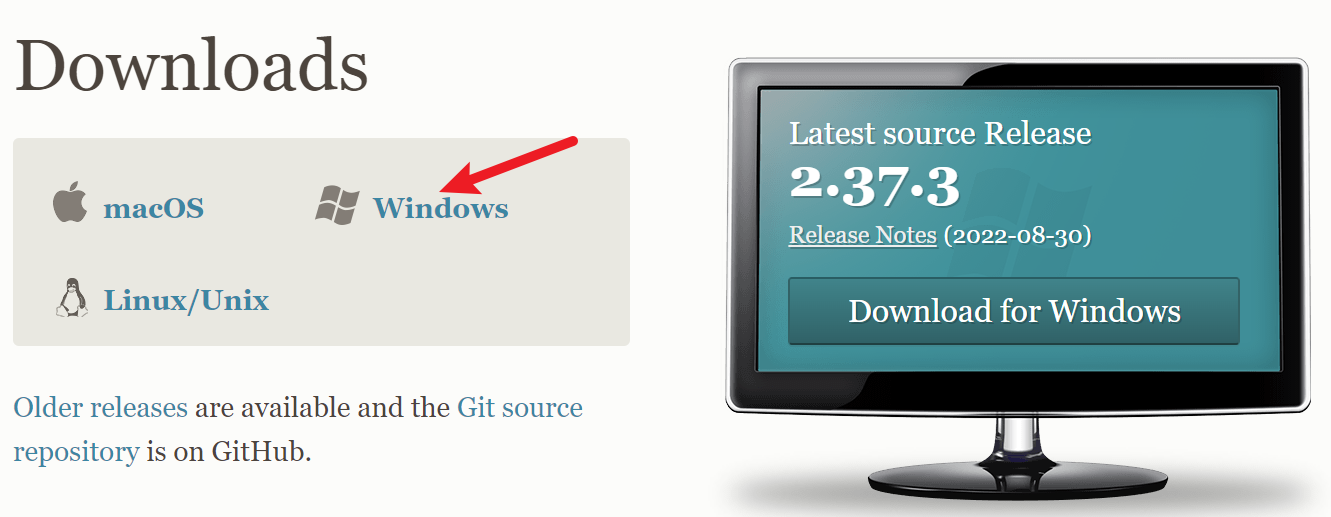 Downloads
macOS
Windows
Linux/Unix
Older releases are available and the Git source
repository is on GitHub.
Latest source Release
2.37.3
Release Notes (2022-08-30)
Download for Windows